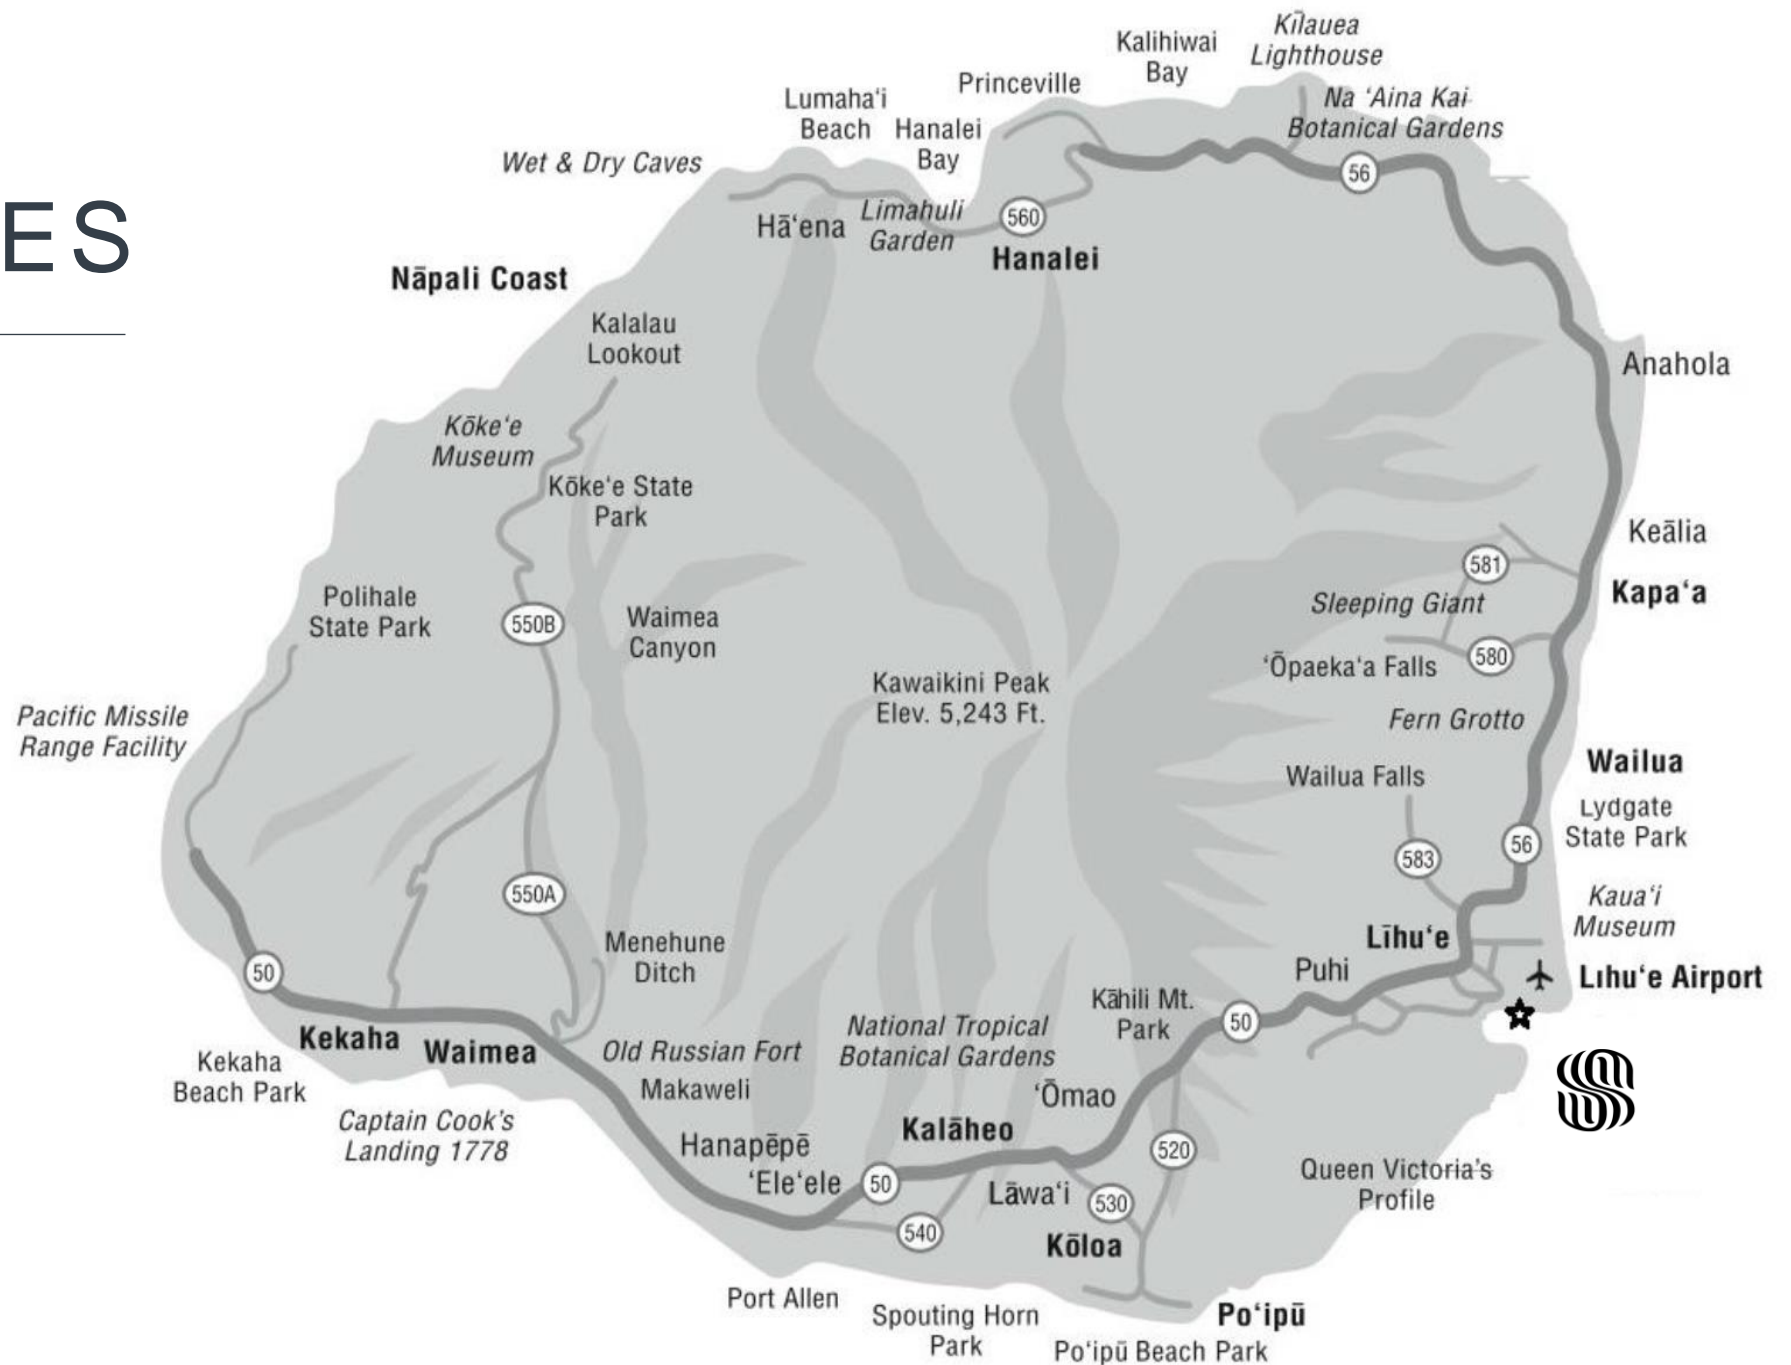 ES
Kīlauea
Lighthouse
Kalihiwai
Bay
Princeville
Na ‘Aina Kai
Botanical Gardens
Lumaha‘i
Beach
Hanalei
Bay
Wet & Dry Caves
56
Hā‘ena
Limahuli
Garden
560
Hanalei
Nāpali Coast
Kalalau
Lookout
Anahola
Kōke‘e
Museum
Kōke‘e State
Park
Keālia
581
Kapa‘a
Sleeping Giant
Polihale
State Park
550B
Waimea
Canyon
580
‘Ōpaeka‘a Falls
Kawaikini Peak
Elev. 5,243 Ft.
Fern Grotto
Pacific Missile
Range Facility
Wailua
Wailua Falls
Lydgate
State Park
56
583
550A
Kaua‘i
Museum
Līhu‘e
Menehune
Ditch
Puhi
50
Lıhu‘e Airport
Kāhili Mt.
Park
50
National Tropical
Botanical Gardens
Kekaha
Waimea
Old Russian Fort
Kekaha
Beach Park
Makaweli
‘Ōmao
Captain Cook’s
Landing 1778
Kalāheo
Hanapēpē
520
‘Ele‘ele
50
Queen Victoria’s
Profile
Lāwa‘i
530
540
Kōloa
Port Allen
Spouting Horn
Park
Po‘ipū
Po‘ipū Beach Park